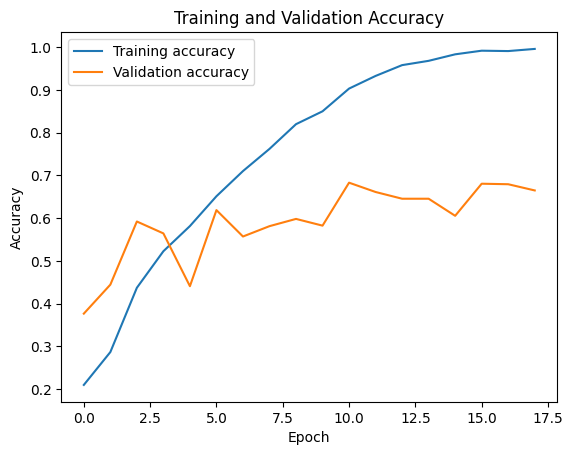 Training and Validation Accuracy
Training accuracy
Validation accuracy
1.0
0.9
0.8
0.7
0.6
0.5
0.4
0.3
0.2
Accuracy
0.0 2.5 5.0 7.5 10.0 12.5 15.0 17.5
Epoch